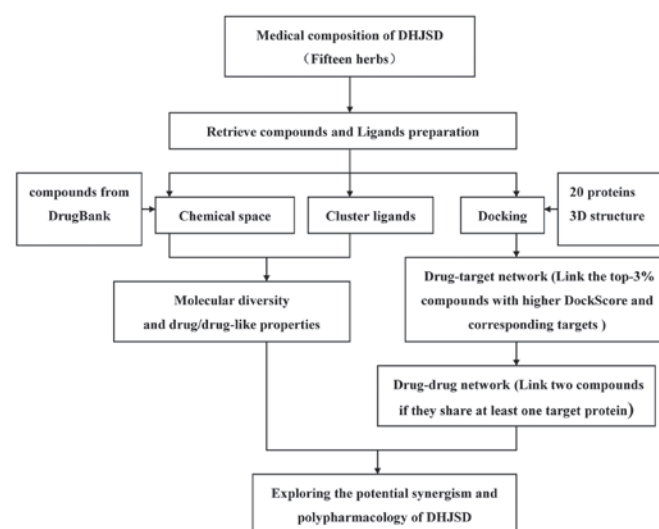 Medical composition of DHJSD
（Fifteen herbs）
Retrieve compounds and Ligands preparation
compounds from
DrugBank
Chemical space
Cluster ligands
Docking
20 proteins
3D structure
Molecular diversity
and drug/drug-like properties
Drug-target network (Link the top-3%
compounds with higher DockScore and
corresponding targets )
Drug-drug network (Link two compounds
if they share at least one target protein)
Exploring the potential synergism and
polypharmacology of DHJSD